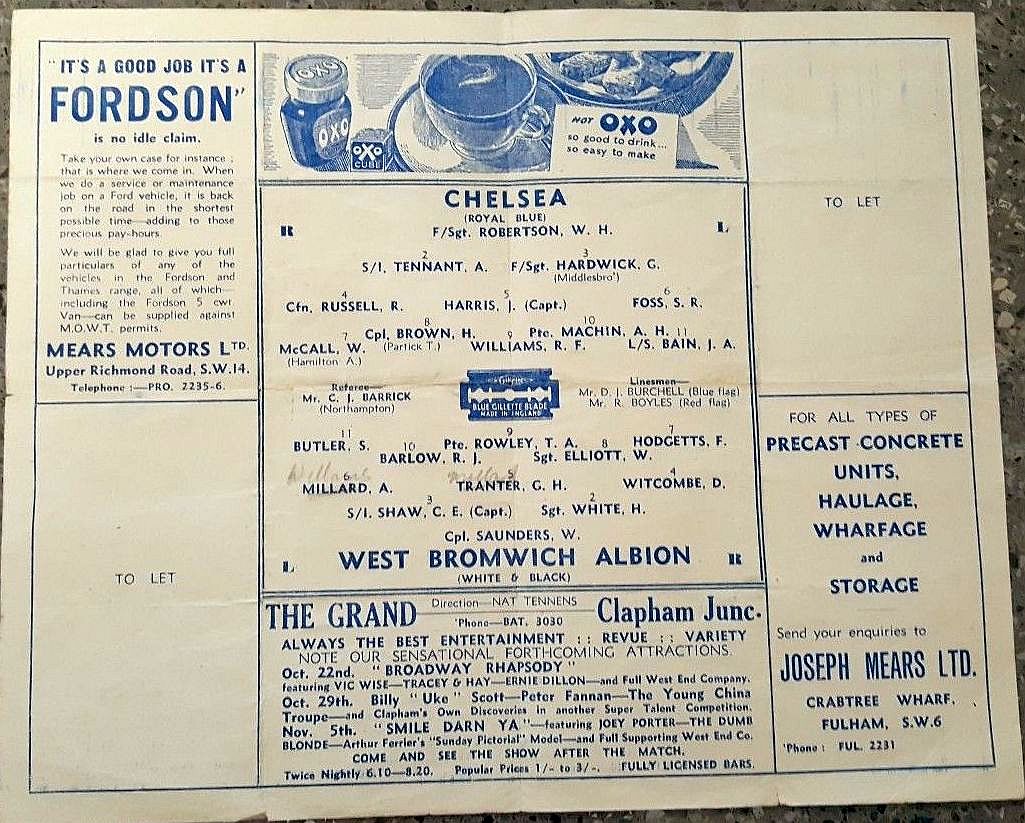 "IT'S A GOOD JOB IT'S A
FORDSON"
is no idle claim.
Take your own case for instance ;
that is where we come in. When
we do a service or maintenance
job on a Ford vehicle, it is back
on the road in the shortest
possible time—adding to those
precious pay-hours.
We will be glad to give you full
particulars of any of the
vehicles in the Fordson and
Thames range, all of which—
including the Fordson 5 cwt.
Van—can be supplied against
M.O.W.T. permits.
MEARS MOTORS LTD.
Upper Richmond Road, S.W.14.
Telephone :—PRO. 2235-6.
TO LET
OXO
OXO
OXO
CUBE
HOT OXO
so good to drink...
so easy to make
CHELSEA
(ROYAL BLUE)
R F/Sgt. ROBERTSON, W. H. L
2 3
S/I. TENNANT, A. F/Sgt. HARDWICK, G.
(Middlesbro')
4 5 6
Cfn. RUSSELL, R. HARRIS, J. (Capt.) FOSS, S. R.
8 10
7 Cpl. BROWN, H. 9 Pte. MACHIN, A. H. 11
McCALL, W. (Partick T.) WILLIAMS, R. F. L/S. BAIN, J. A.
(Hamilton A.)
Referee—
Mr. C. J. BARRICK
(Northampton)
Gillette
BLUE GILLETTE BLADE
MADE IN ENGLAND
Linesmen—
Mr. D. J. BURCHELL (Blue flag)
Mr. R. BOYLES (Red flag)
11 9 7
BUTLER, S. 10 Pte. ROWLEY, T. A. 8 HODGETTS, F.
BARLOW, R. J. Sgt. ELLIOTT, W.
6 5 4
MILLARD, A. TRANTER, G. H. WITCOMBE, D.
3 2
S/I. SHAW, C. E. (Capt.) Sgt. WHITE, H.
Cpl. SAUNDERS, W.
L WEST BROMWICH ALBION R
(WHITE & BLACK)
THE GRAND Direction—NAT TENNENS Clapham Junc.
'Phone—BAT. 3030
ALWAYS THE BEST ENTERTAINMENT :: REVUE :: VARIETY
NOTE OUR SENSATIONAL FORTHCOMING ATTRACTIONS.
Oct. 22nd. "BROADWAY RHAPSODY"
featuring VIC WISE—TRACEY & HAY—ERNIE DILLON—and Full West End Company.
Oct. 29th. Billy "Uke" Scott—Peter Fannan—The Young China
Troupe—and Clapham's Own Discoveries in another Super Talent Competition.
Nov. 5th. "SMILE DARN YA"—featuring JOEY PORTER—THE DUMB
BLONDE—Arthur Ferrier's "Sunday Pictorial" Model—and Full Supporting West End Co.
COME AND SEE THE SHOW AFTER THE MATCH.
Twice Nightly 6.10—8.20. Popular Prices 1/- to 3/-. FULLY LICENSED BARS.
TO LET
FOR ALL TYPES OF
PRECAST CONCRETE
UNITS,
HAULAGE,
WHARFAGE
and
STORAGE
Send your enquiries to
JOSEPH MEARS LTD.
CRABTREE WHARF,
FULHAM, S.W.6
'Phone : FUL. 2231